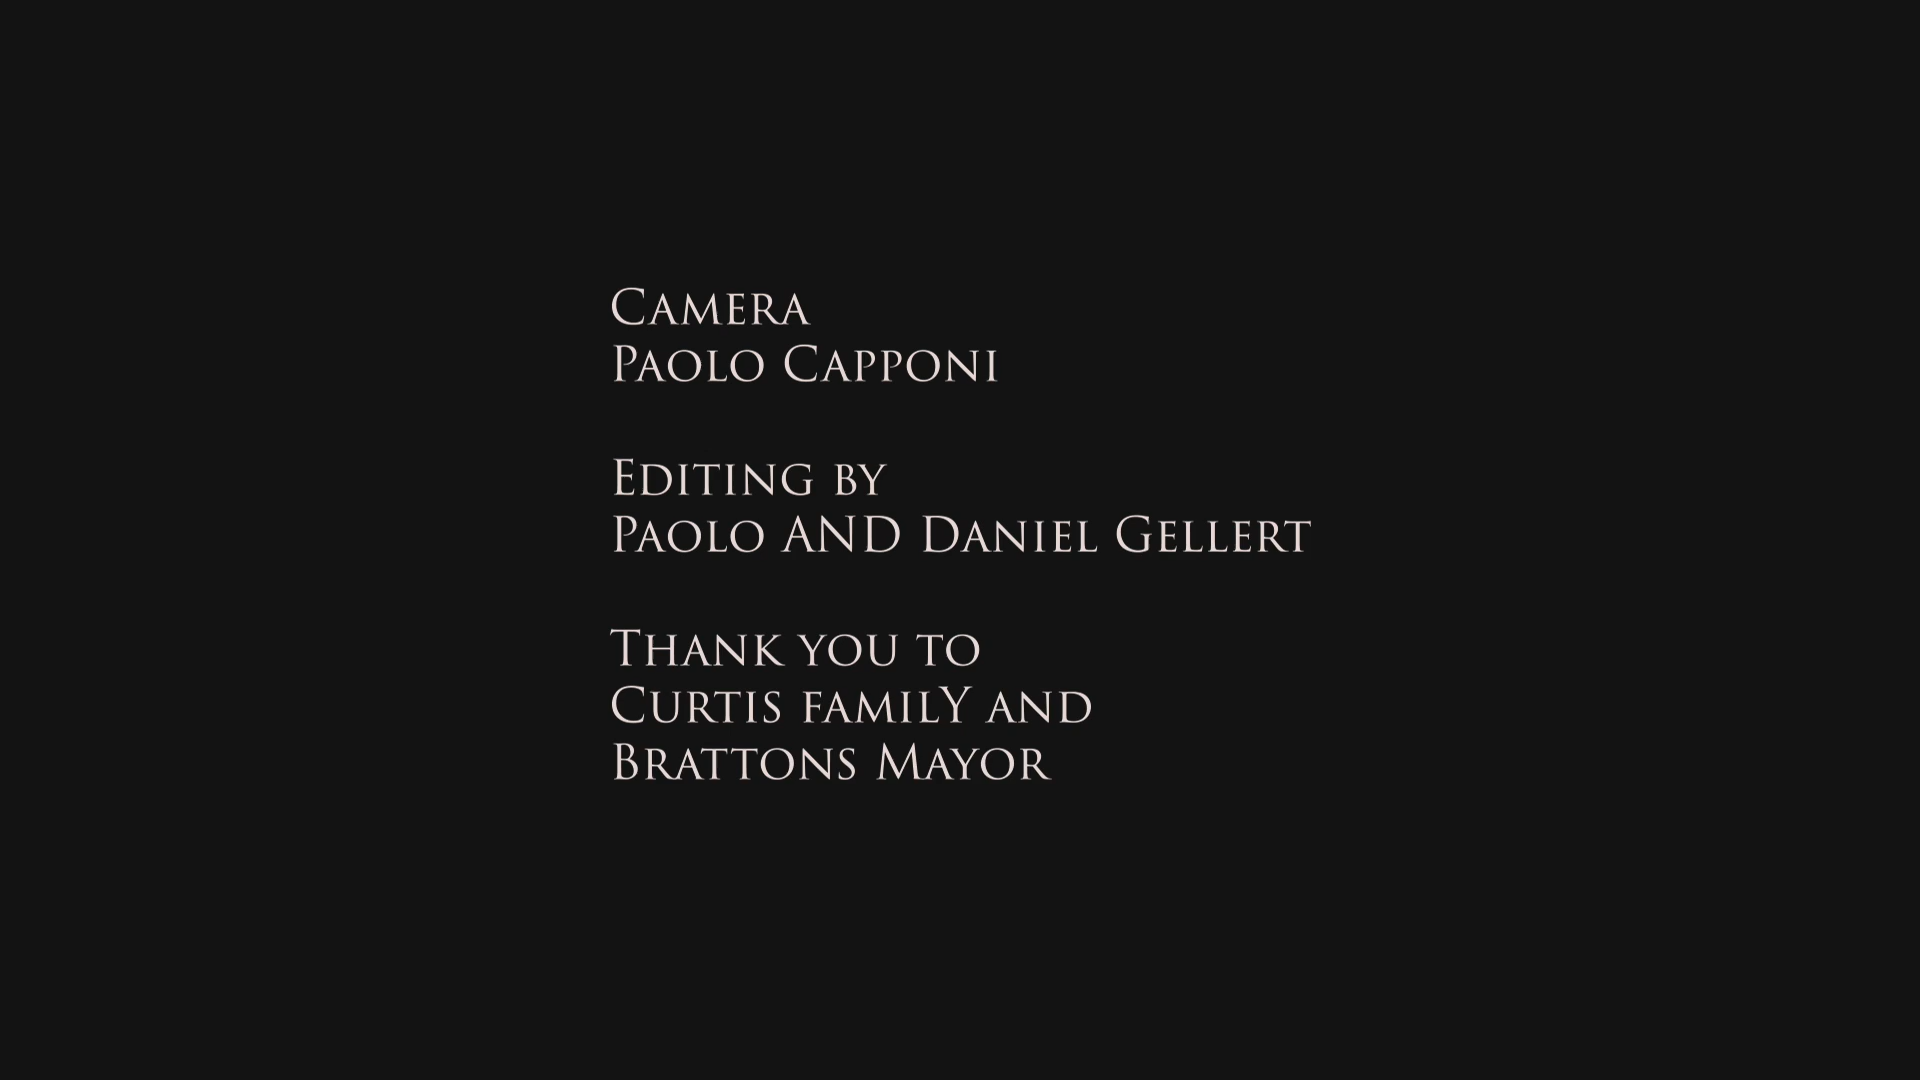 Camera
Paolo Capponi
Editing by
Paolo AND Daniel Gellert
Thank you to
Curtis familY and
Brattons Mayor